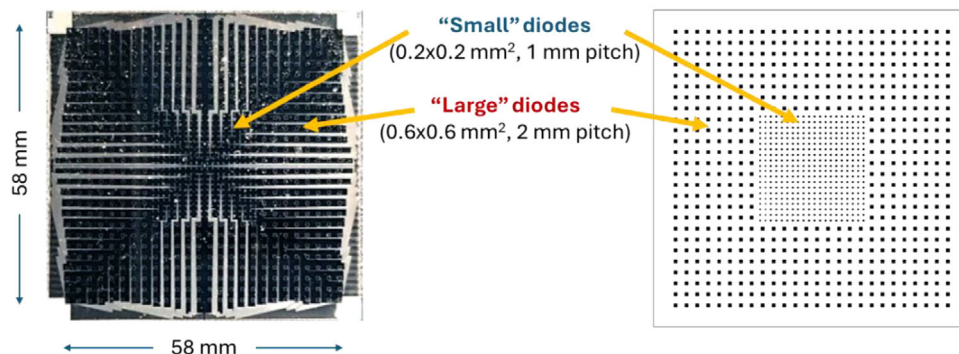 “Small” diodes
(0.2x0.2 mm², 1 mm pitch)
“Large” diodes
(0.6x0.6 mm², 2 mm pitch)
58 mm
58 mm